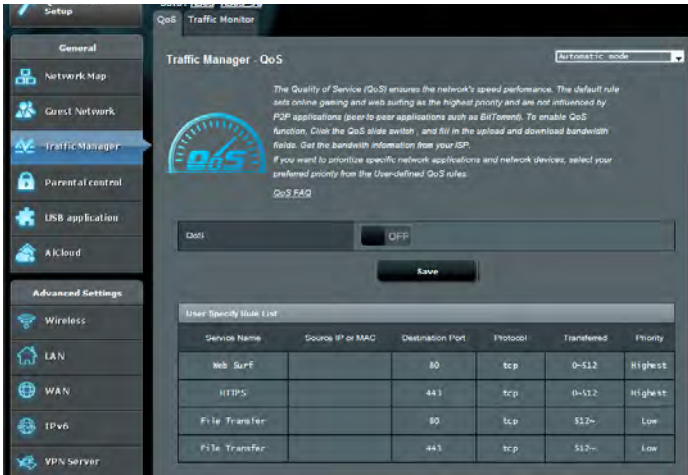 Setup
QoS Traffic Monitor
General
Network Map
Guest Network
Traffic Manager
Parental control
USB application
AiCloud
Advanced Settings
Wireless
LAN
WAN
IPv6
VPN Server
Traffic Manager - QoS
Automatic mode
The Quality of Service (QoS) ensures the network's speed performance. The default rule
sets online gaming and web surfing as the highest priority and are not influenced by
P2P applications (peer to peer applications such as BitTorrent). To enable QoS
function, Click the QoS slide switch , and fill in the upload and download bandwidth
fields. Get the bandwith information from your ISP.
If you want to prioritize specific network applications and network devices, select your
preferred priority from the User-defined QoS rules.
QoS FAQ
QoS
QoS
OFF
Save
User Specify Rule List
Service Name Source IP or MAC Destination Port Protocol Transferred Priority
Web Surf 80 tcp 0~512 Highest
HTTPS 443 tcp 0~512 Highest
File Transfer 80 tcp 512~ Low
File Transfer 443 tcp 512~ Low